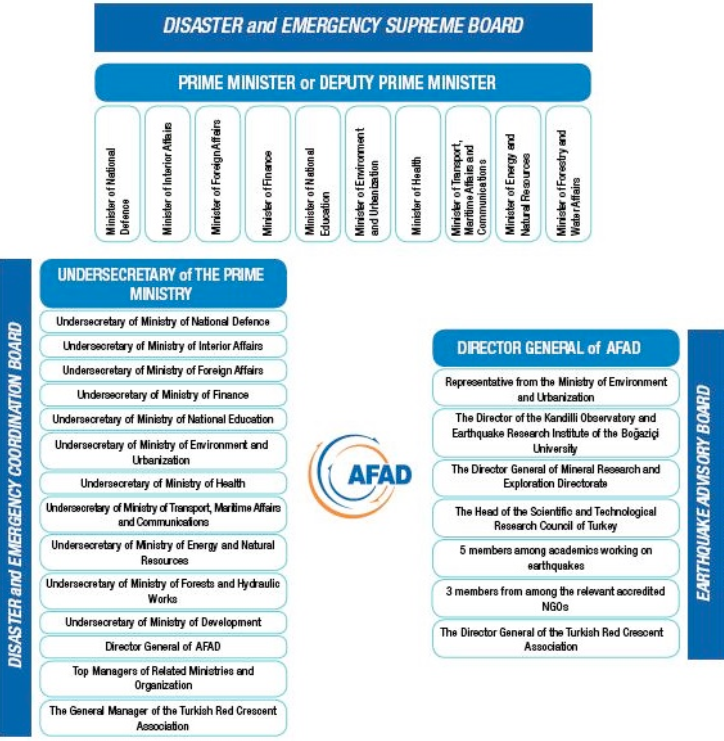 DISASTER and EMERGENCY SUPREME BOARD
PRIME MINISTER or DEPUTY PRIME MINISTER
Minister of National
Defence
Minister of Interior Affairs
Minister of Foreign Affairs
Minister of Finance
Minister of National
Education
Minister of Environment
and Urbanization
Minister of Health
Minister of Transport,
Maritime Affairs and
Communications
Minister of Energy and
Natural Resources
Minister of Forestry and
Water Affairs
DISASTER and EMERGENCY COORDINATION BOARD
UNDERSECRETARY of THE PRIME
MINISTRY
Undersecretary of Ministry of National Defence
Undersecretary of Ministry of Interior Affairs
Undersecretary of Ministry of Foreign Affairs
Undersecretary of Ministry of Finance
Undersecretary of Ministry of National Education
Undersecretary of Ministry of Environment and
Urbanization
Undersecretary of Ministry of Health
Undersecretary of Ministry of Transport, Maritime Affairs
and Communications
Undersecretary of Ministry of Energy and Natural
Resources
Undersecretary of Ministry of Forests and Hydraulic
Works
Undersecretary of Ministry of Development
Director General of AFAD
Top Managers of Related Ministries and
Organization
The General Manager of the Turkish Red Crescent
Association
AFAD
DIRECTOR GENERAL of AFAD
Representative from the Ministry of Environment
and Urbanization
The Director of the Kandilli Observatory and
Earthquake Research Institute of the Boğaziçi
University
The Director General of Mineral Research and
Exploration Directorate
The Head of the Scientific and Technological
Research Council of Turkey
5 members among academics working on
earthquakes
3 members from among the relevant accredited
NGOs
The Director General of the Turkish Red Crescent
Association
EARTHQUAKE ADVISORY BOARD